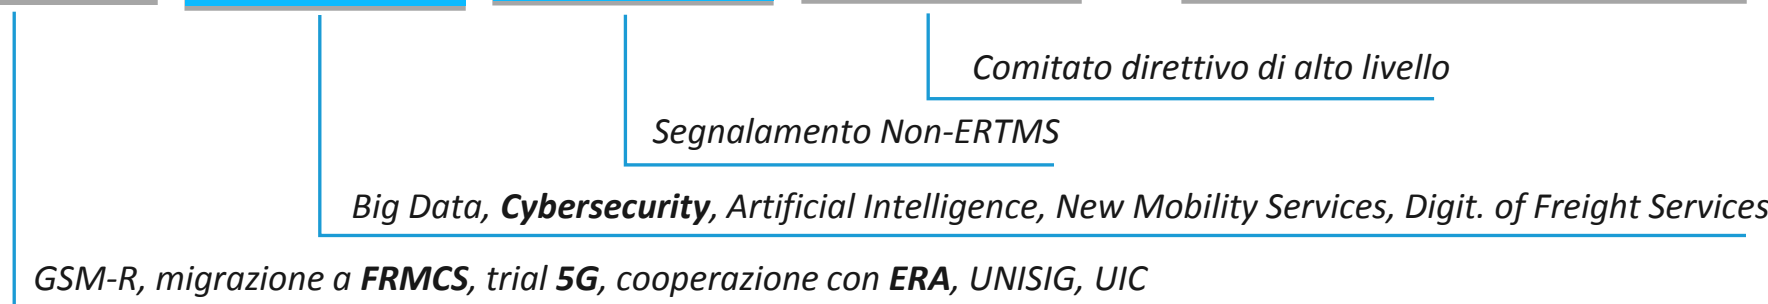 Comitato direttivo di alto livello
Segnalamento Non-ERTMS
Big Data, Cybersecurity, Artificial Intelligence, New Mobility Services, Digit. of Freight Services
GSM-R, migrazione a FRMCS, trial 5G, cooperazione con ERA, UNISIG, UIC